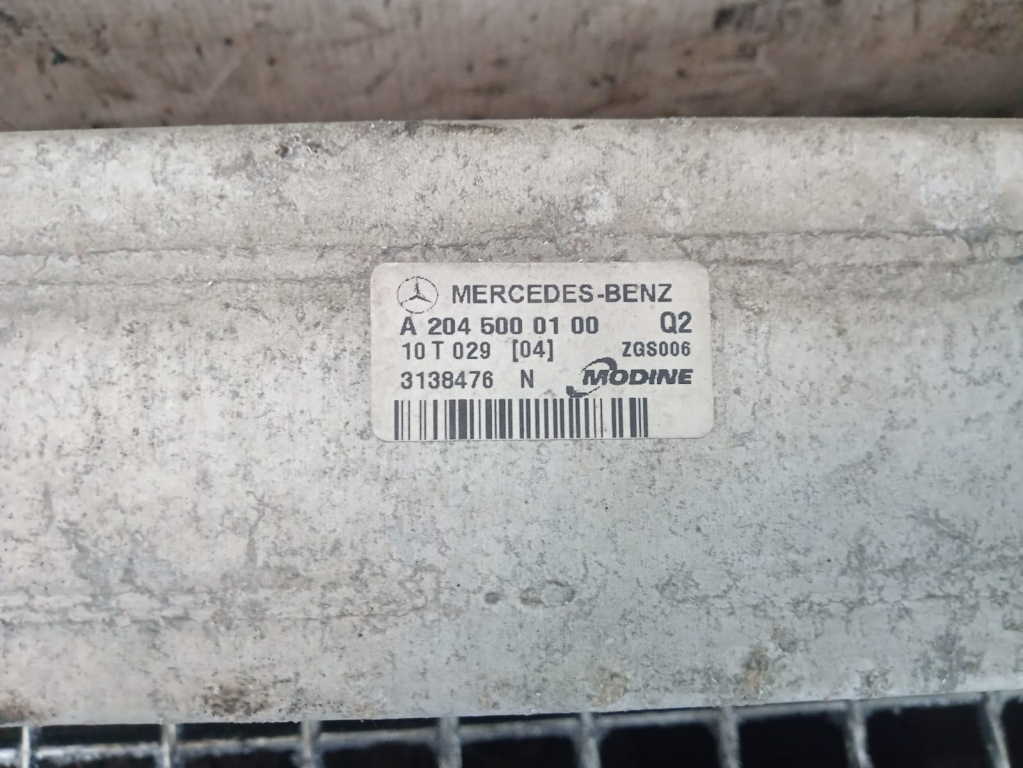 MERCEDES-BENZ
A 204 500 01 00 Q2
10 T 029 [04] ZGS006
3138476 N MODINE